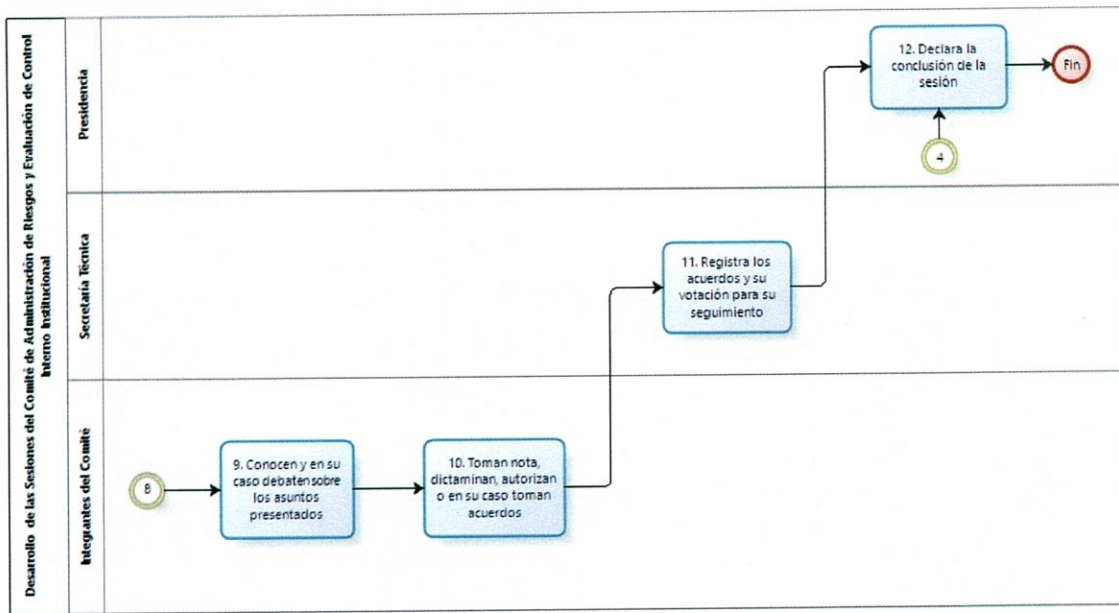 Desarrollo de las Sesiones del Comité de Administración de Riesgos y Evaluación de Control
Interno Institucional
Presidencia
12. Declara la
conclusión de la
sesión
Fin
4
Secretaría Técnica
11. Registra los
acuerdos y su
votación para su
seguimiento
Integrantes del Comité
8
9. Conocen y en su
caso debaten sobre
los asuntos
presentados
10. Toman nota,
dictaminan, autorizan
o en su caso toman
acuerdos